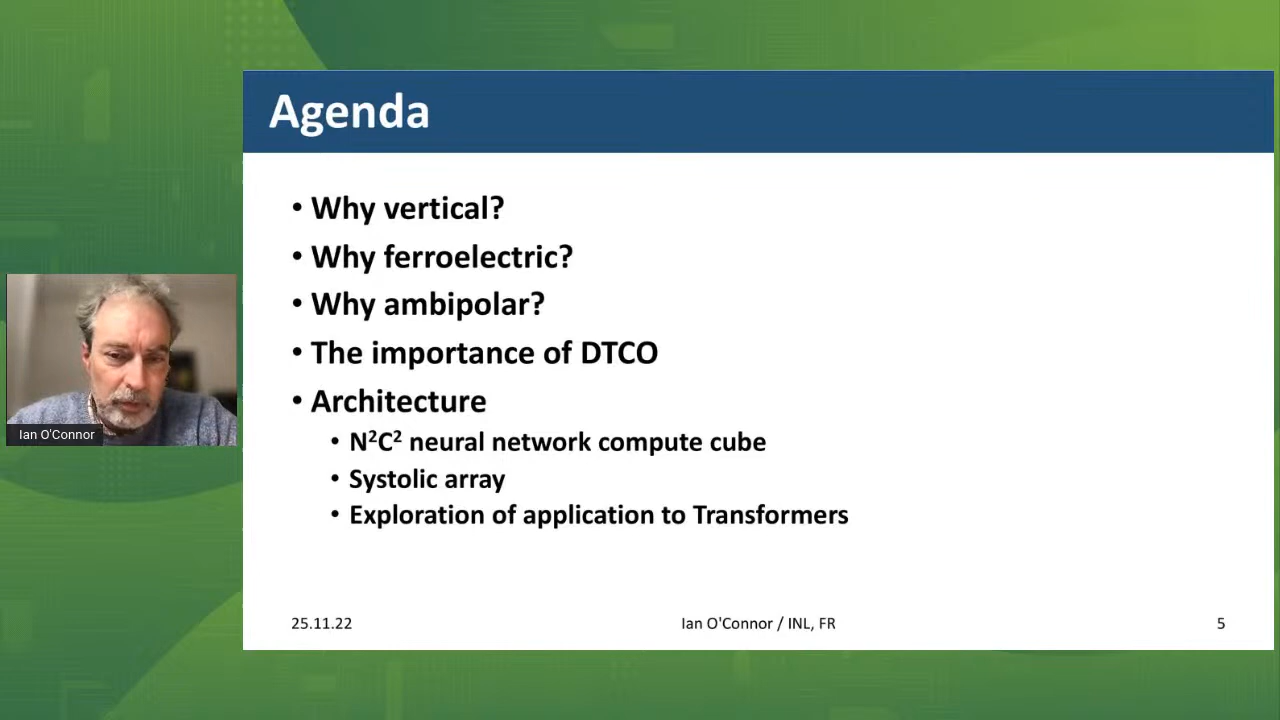 Agenda
• Why vertical?
• Why ferroelectric?
• Why ambipolar?
• The importance of DTCO
• Architecture
• N²C² neural network compute cube
• Systolic array
• Exploration of application to Transformers
Ian O'Connor
25.11.22
Ian O'Connor / INL, FR
5